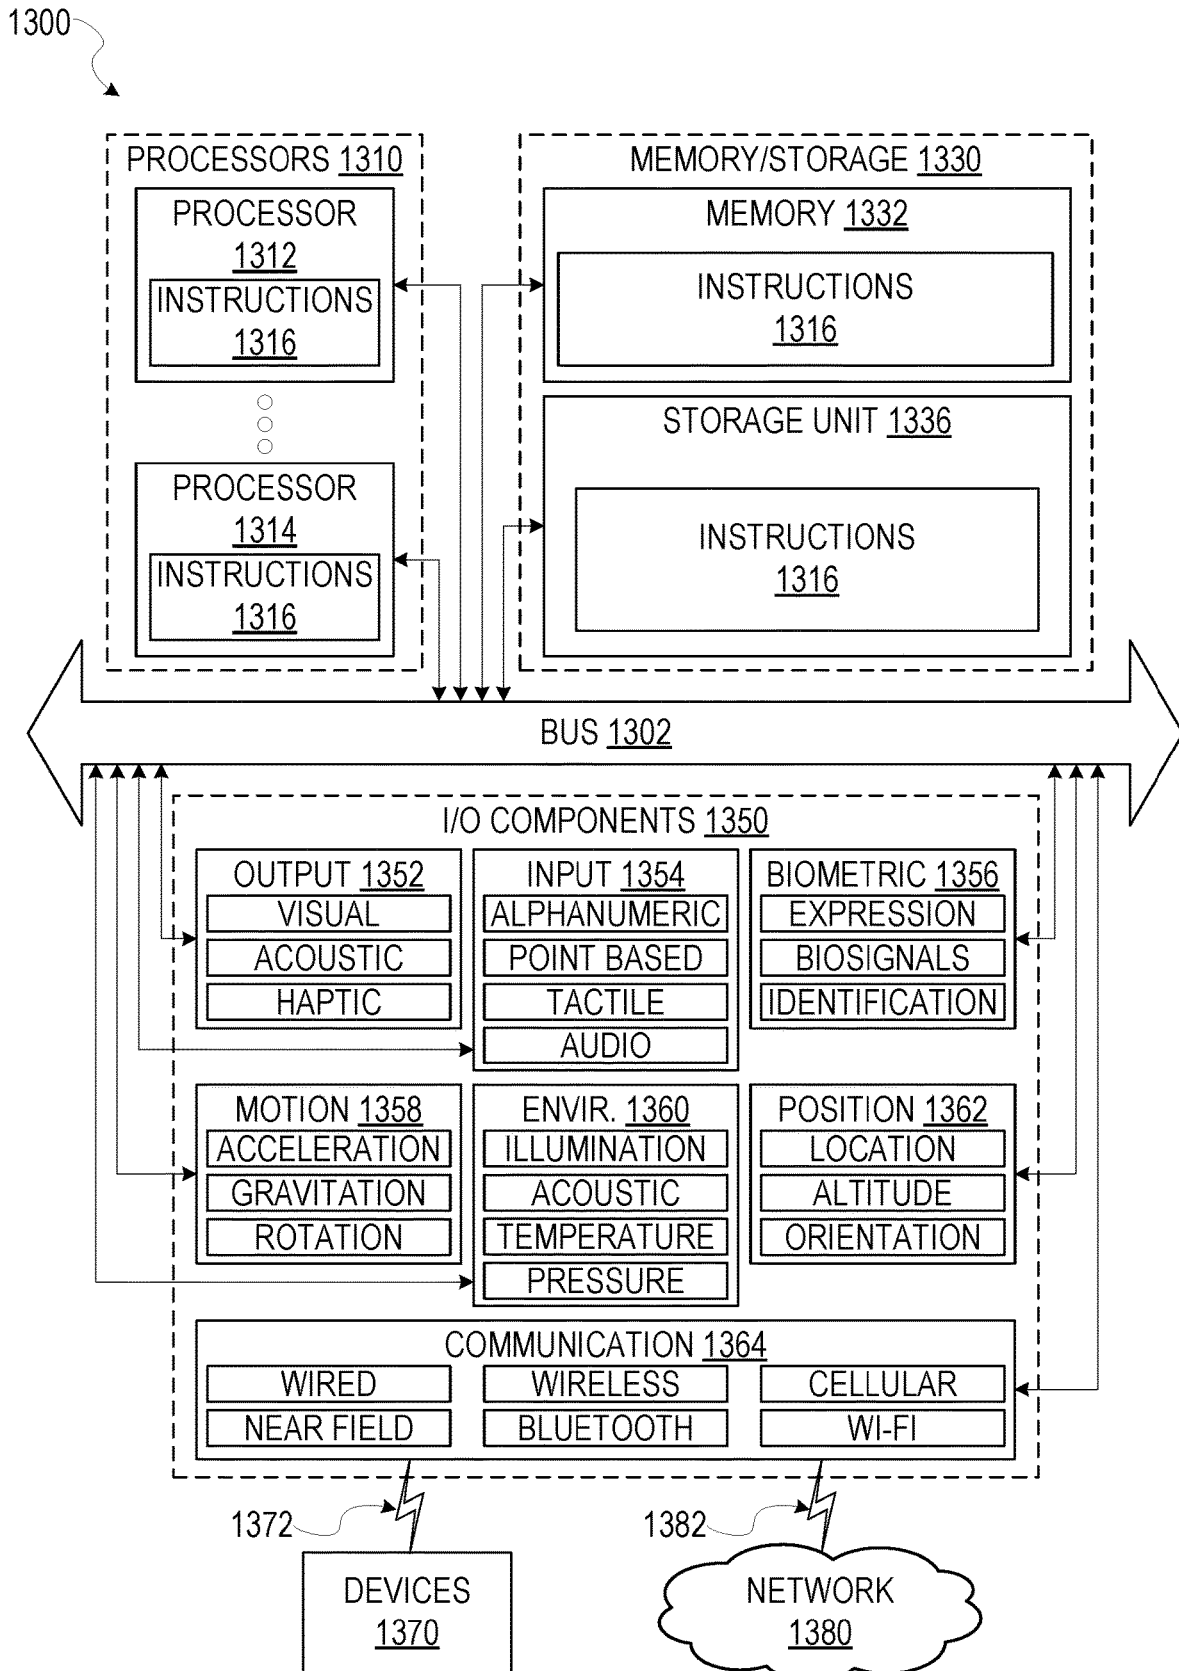 1300
PROCESSORS 1310
PROCESSOR
1312
INSTRUCTIONS
1316
PROCESSOR
1314
INSTRUCTIONS
1316
MEMORY/STORAGE 1330
MEMORY 1332
INSTRUCTIONS
1316
STORAGE UNIT 1336
INSTRUCTIONS
1316
BUS 1302
I/O COMPONENTS 1350
OUTPUT 1352
VISUAL
ACOUSTIC
HAPTIC
INPUT 1354
ALPHANUMERIC
POINT BASED
TACTILE
AUDIO
BIOMETRIC 1356
EXPRESSION
BIOSIGNALS
IDENTIFICATION
MOTION 1358
ACCELERATION
GRAVITATION
ROTATION
ENVIR. 1360
ILLUMINATION
ACOUSTIC
TEMPERATURE
PRESSURE
POSITION 1362
LOCATION
ALTITUDE
ORIENTATION
COMMUNICATION 1364
WIRED
WIRELESS
CELLULAR
NEAR FIELD
BLUETOOTH
WI-FI
1372
1382
DEVICES
1370
NETWORK
1380